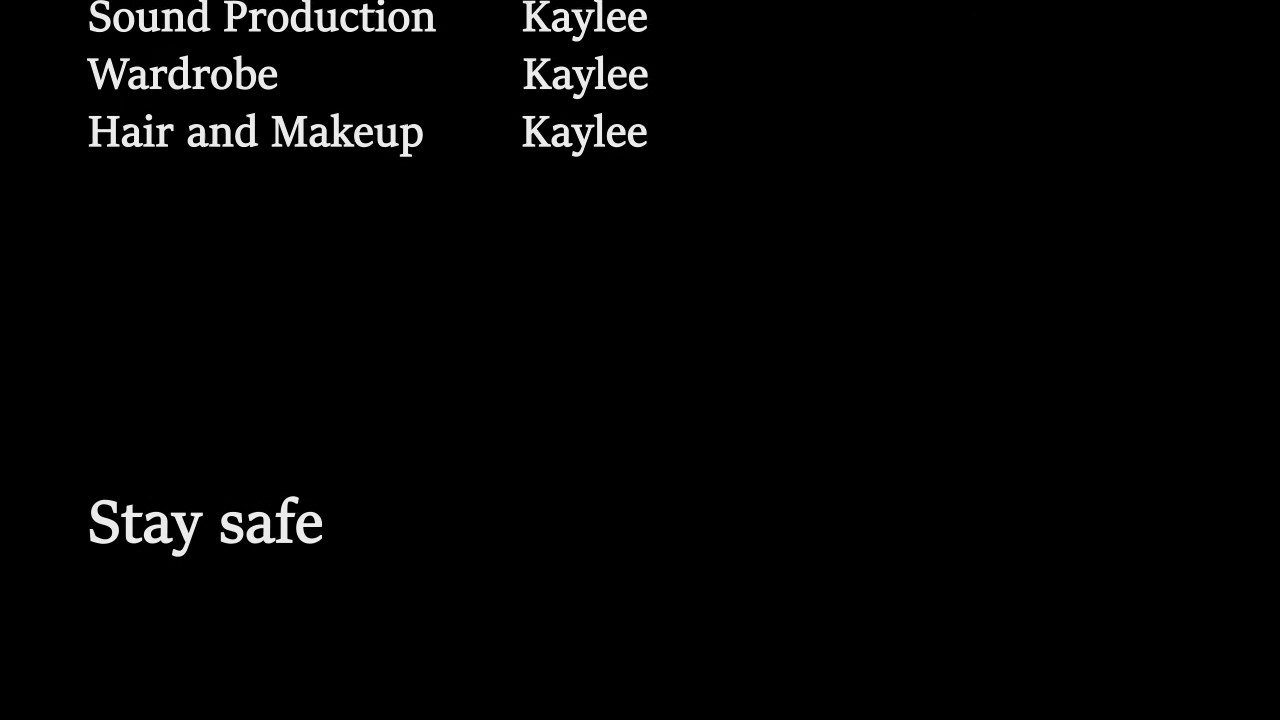 Sound Production Kaylee
Wardrobe Kaylee
Hair and Makeup Kaylee
Stay safe